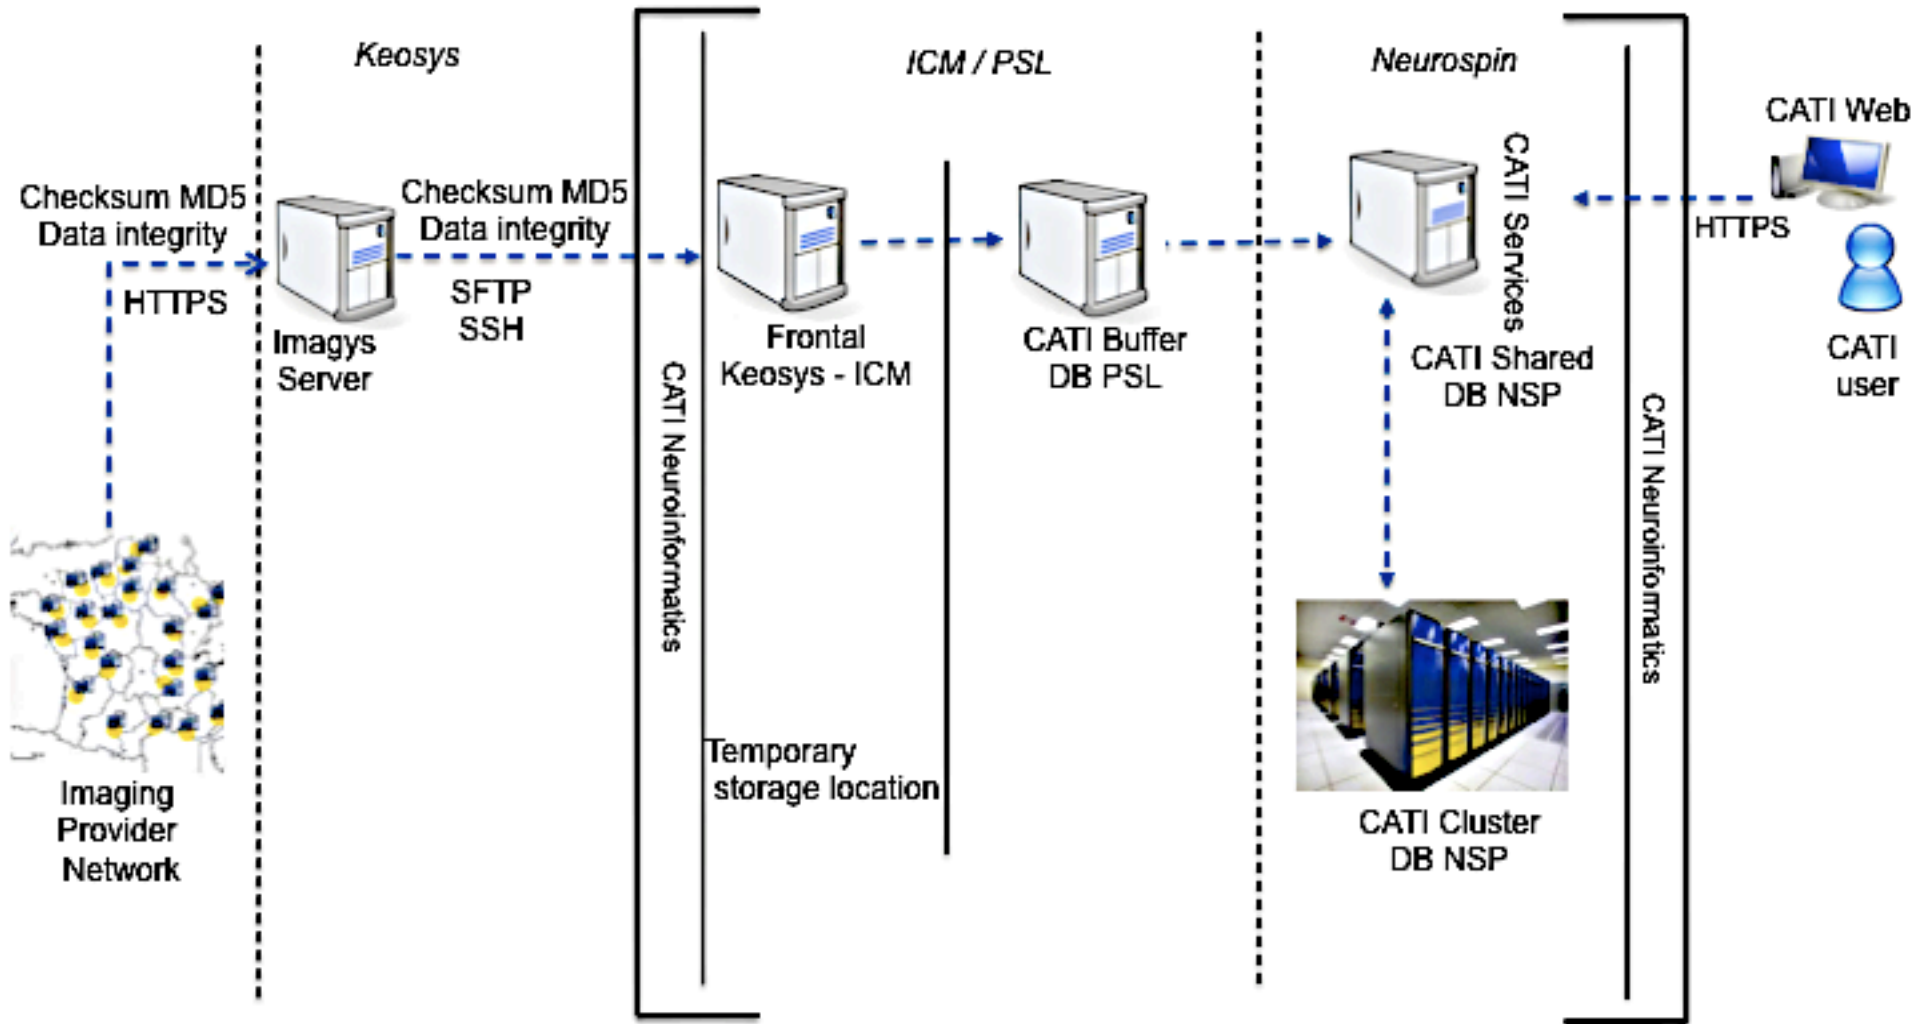 Keosys
ICM / PSL
Neurospin
CATI Web
Checksum MD5
Data integrity
HTTPS
Checksum MD5
Data integrity
SFTP
SSH
Imagys
Server
Frontal
Keosys - ICM
CATI Buffer
DB PSL
CATI Services
CATI Shared
DB NSP
HTTPS
CATI
user
CATI Neuroinformatics
CATI Neuroinformatics
Temporary
storage location
Imaging
Provider
Network
CATI Cluster
DB NSP